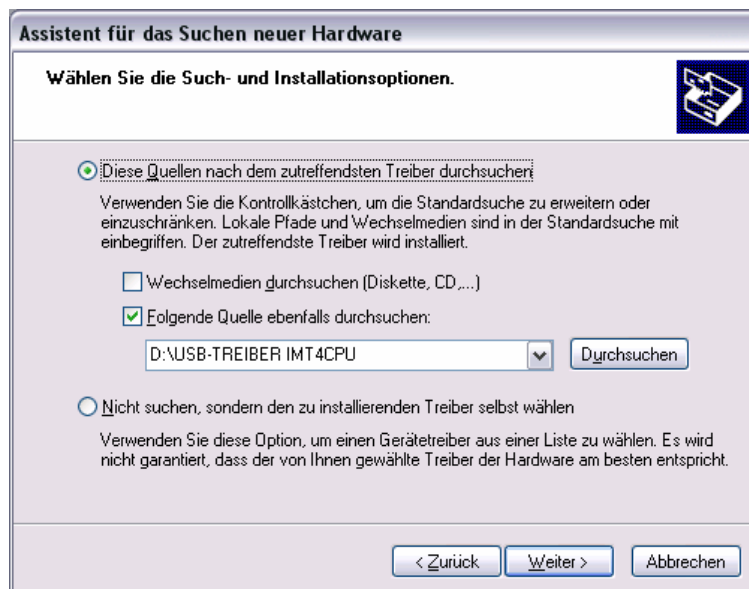 Assistent für das Suchen neuer Hardware
Wählen Sie die Such- und Installationsoptionen.
Diese Quellen nach dem zutreffendsten Treiber durchsuchen
Verwenden Sie die Kontrollkästchen, um die Standardsuche zu erweitern oder
einzuschränken. Lokale Pfade und Wechselmedien sind in der Standardsuche mit
einbegriffen. Der zutreffendste Treiber wird installiert.
Wechselmedien durchsuchen (Diskette, CD,...)
Folgende Quelle ebenfalls durchsuchen:
D:\USB-TREIBER IMT4CPU
Durchsuchen
Nicht suchen, sondern den zu installierenden Treiber selbst wählen
Verwenden Sie diese Option, um einen Gerätetreiber aus einer Liste zu wählen. Es wird
nicht garantiert, dass der von Ihnen gewählte Treiber der Hardware am besten entspricht.
< Zurück
Weiter >
Abbrechen